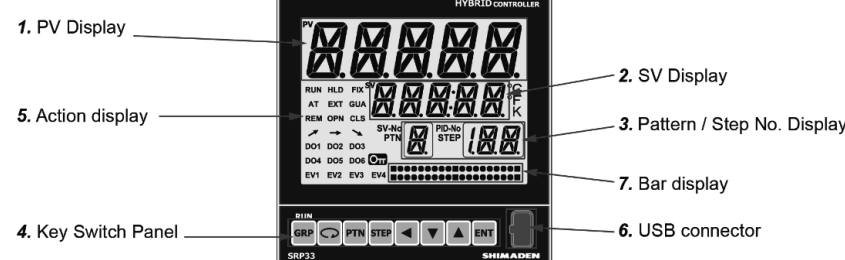 HYBRID CONTROLLER
1. PV Display
PV
2. SV Display
RUN HLD FIX SV
C
AT EXT GUA
F
5. Action display
REM OPN CLS
K
3. Pattern / Step No. Display
SV-No PID-No
PTN STEP
DO1 DO2 DO3
DO4 DO5 DO6
EV1 EV2 EV3 EV4
7. Bar display
RUN
4. Key Switch Panel
GRP PTN STEP ENT
6. USB connector
SRP33 SHIMADEN